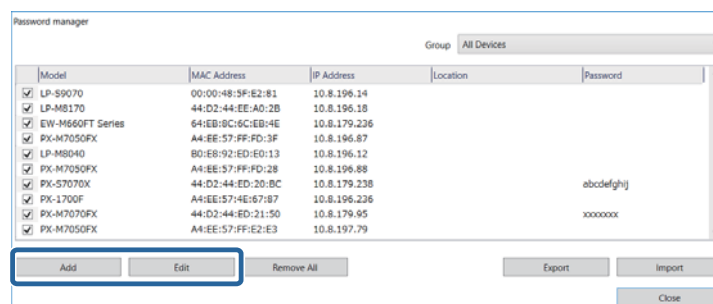 Password manager
Group All Devices
Model MAC Address IP Address Location Password
LP-S9070 00:00:48:5F:E2:81 10.8.196.14
LP-M8170 44:D2:44:EE:A0:2B 10.8.196.18
EW-M660FT Series 64:EB:8C:6C:EB:4E 10.8.179.236
PX-M7050FX A4:EE:57:FF:FD:3F 10.8.196.87
LP-M8040 B0:E8:92:ED:E0:13 10.8.196.12
PX-M7050FX A4:EE:57:FF:FD:28 10.8.196.88
PX-S7070X 44:D2:44:ED:20:BC 10.8.179.238 abcdefghij
PX-1700F A4:EE:57:4E:67:87 10.8.196.236
PX-M7070FX 44:D2:44:ED:21:50 10.8.179.95 xxxxxxx
PX-M7050FX A4:EE:57:FF:E2:E3 10.8.197.79
Add Edit Remove All Export Import
Close